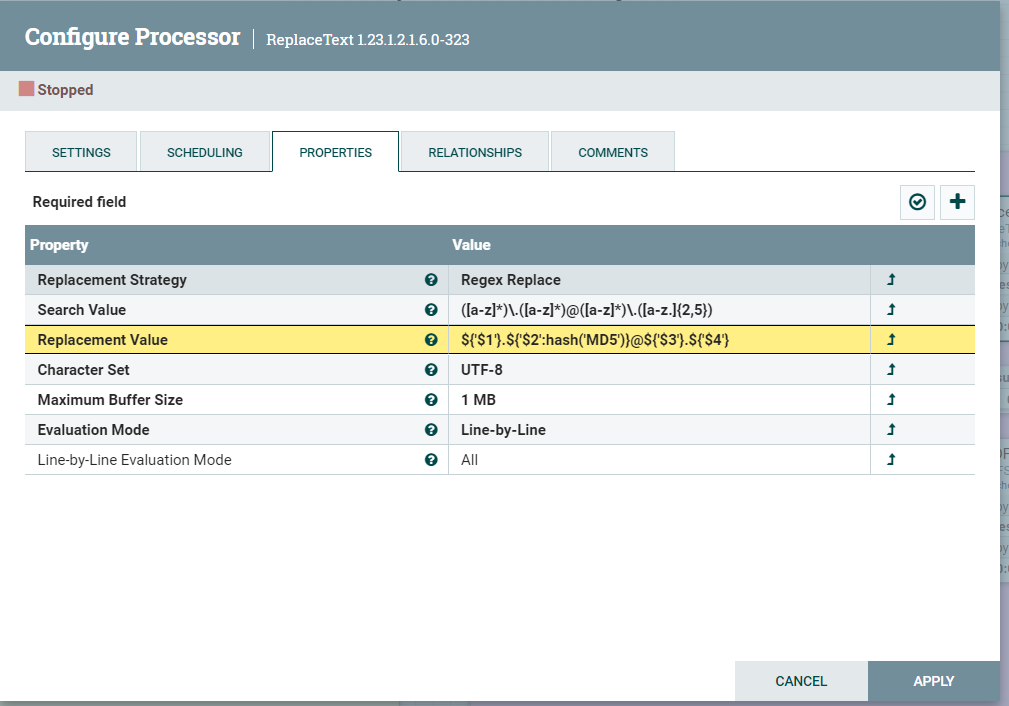 Configure Processor | ReplaceText 1.23.1.2.1.6.0-323
Stopped
SETTINGS SCHEDULING PROPERTIES RELATIONSHIPS COMMENTS
Required field
Property Value
Replacement Strategy Regex Replace
Search Value ([a-z]*)\.([a-z]*)@([a-z]*)\.([a-z.]{2,5})
Replacement Value ${'$1'}.${'$2':hash('MD5')}@${'$3'}.${'$4'}
Character Set UTF-8
Maximum Buffer Size 1 MB
Evaluation Mode Line-by-Line
Line-by-Line Evaluation Mode All
CANCEL APPLY